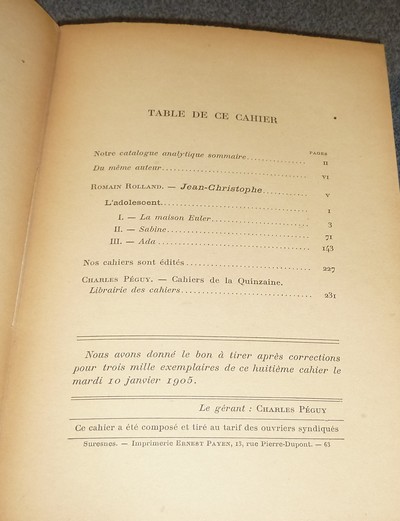 TABLE DE CE CAHIER
PAGES
Notre catalogue analytique sommaire II
Du même auteur VI
ROMAIN ROLLAND. — Jean-Christophe V
L'adolescent I
I. — La maison Euler 3
II. — Sabine 71
III. — Ada 143
Nos cahiers sont édités 227
CHARLES PÉGUY. — Cahiers de la Quinzaine.
Librairie des cahiers 231
Nous avons donné le bon à tirer après corrections
pour trois mille exemplaires de ce huitième cahier le
mardi 10 janvier 1905.
Le gérant : CHARLES PÉGUY
Ce cahier a été composé et tiré au tarif des ouvriers syndiqués
Suresnes. — Imprimerie ERNEST PAYEN, 13, rue Pierre-Dupont. — 61